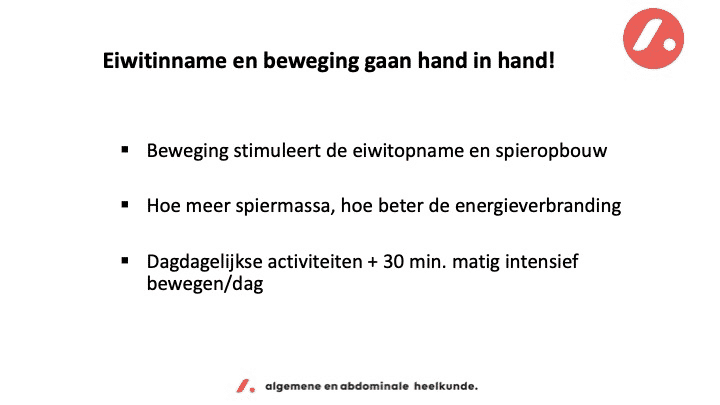 Eiwitinname en beweging gaan hand in hand!
▪ Beweging stimuleert de eiwitopname en spieropbouw
▪ Hoe meer spiermassa, hoe beter de energieverbranding
▪ Dagdagelijkse activiteiten + 30 min. matig intensief
bewegen/dag
algemene en abdominale heelkunde.